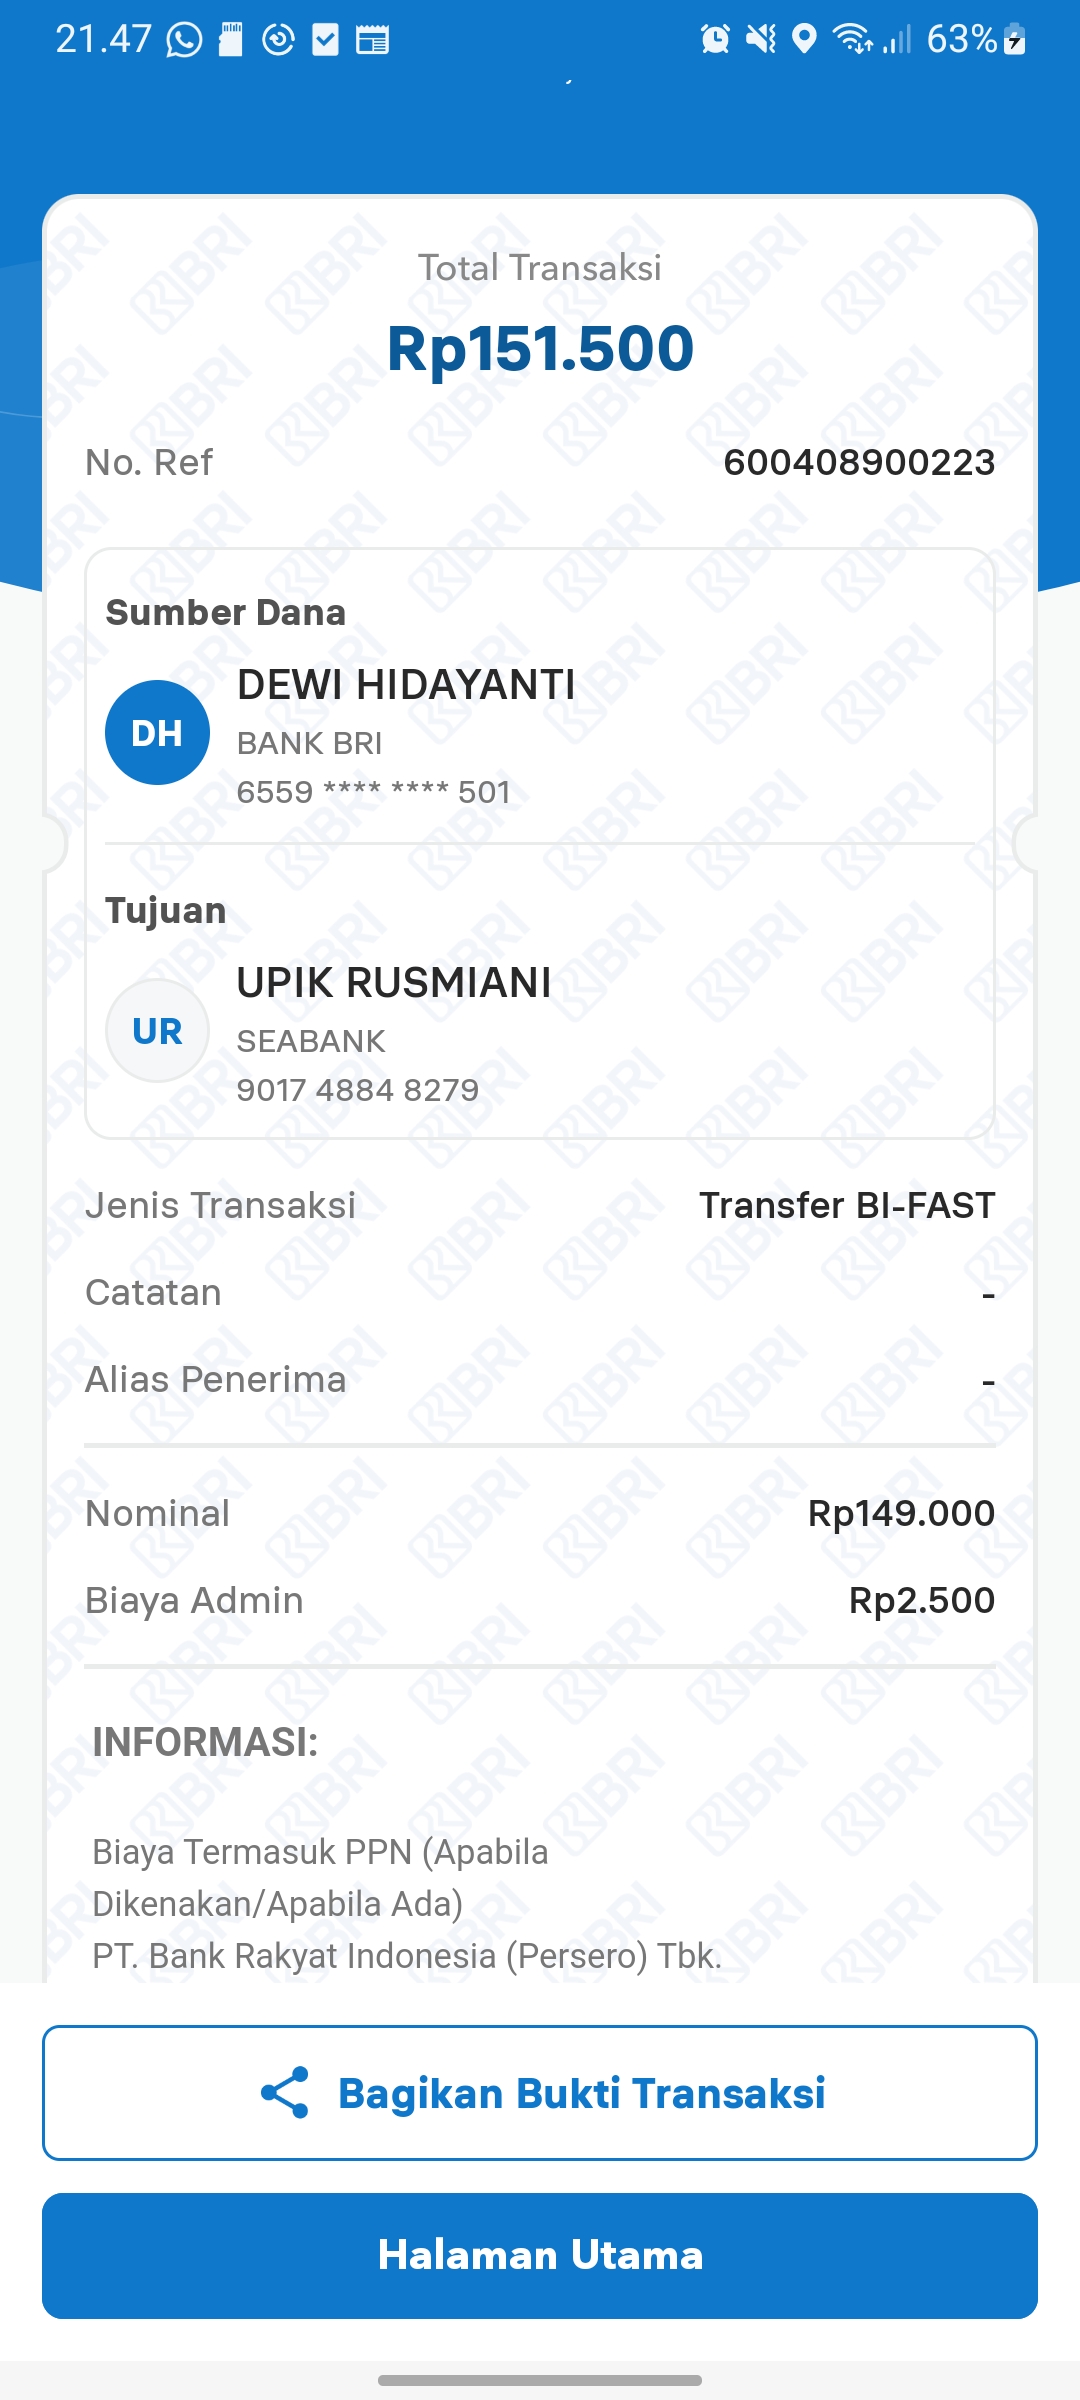 21.47
63%
Total Transaksi
Rp151.500
No. Ref
600408900223
Sumber Dana
DH
DEWI HIDAYANTI
BANK BRI
6559 **** **** 501
Tujuan
UR
UPIK RUSMIANI
SEABANK
9017 4884 8279
Jenis Transaksi
Transfer BI-FAST
Catatan
-
Alias Penerima
-
Nominal
Rp149.000
Biaya Admin
Rp2.500
INFORMASI:
Biaya Termasuk PPN (Apabila
Dikenakan/Apabila Ada)
PT. Bank Rakyat Indonesia (Persero) Tbk.
Bagikan Bukti Transaksi
Halaman Utama